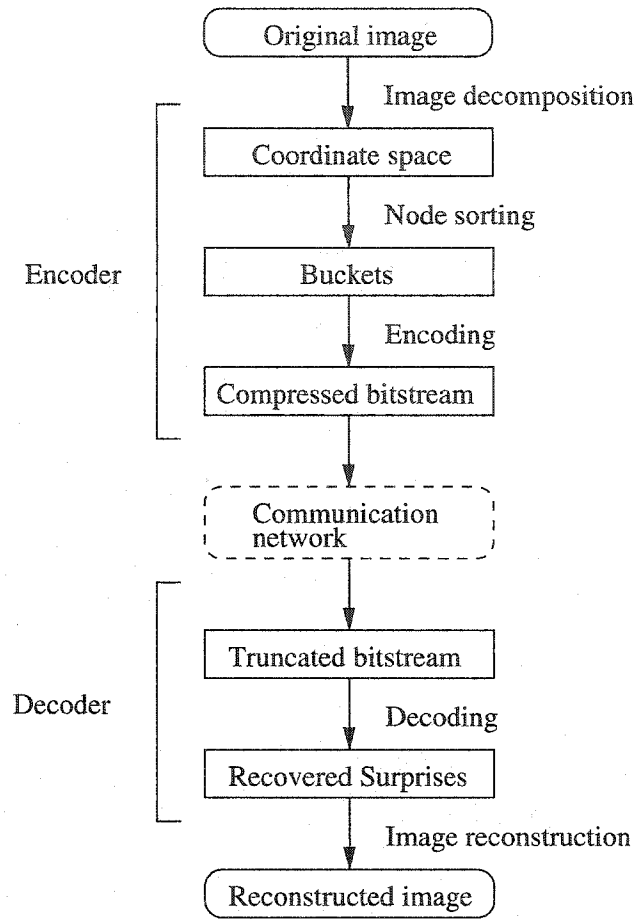 Original image
Image decomposition
Coordinate space
Node sorting
Encoder
Buckets
Encoding
Compressed bitstream
Communication
network
Truncated bitstream
Decoder
Decoding
Recovered Surprises
Image reconstruction
Reconstructed image